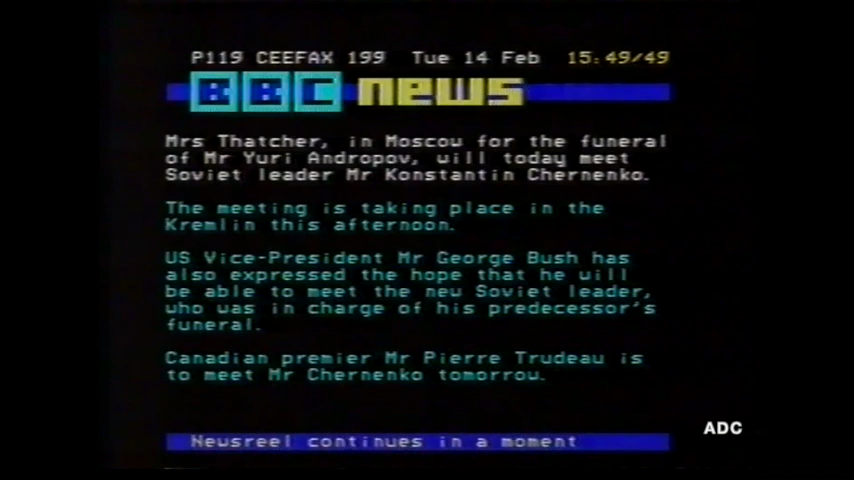 P119 CEEFAX 199 Tue 14 Feb 15:49/49
BBC news
Mrs Thatcher, in Moscow for the funeral
of Mr Yuri Andropov, will today meet
Soviet leader Mr Konstantin Chernenko.
The meeting is taking place in the
Kremlin this afternoon.
US Vice-President Mr George Bush has
also expressed the hope that he will
be able to meet the new Soviet leader,
who was in charge of his predecessor's
funeral.
Canadian premier Mr Pierre Trudeau is
to meet Mr Chernenko tomorrow.
ADC
Newsreel continues in a moment